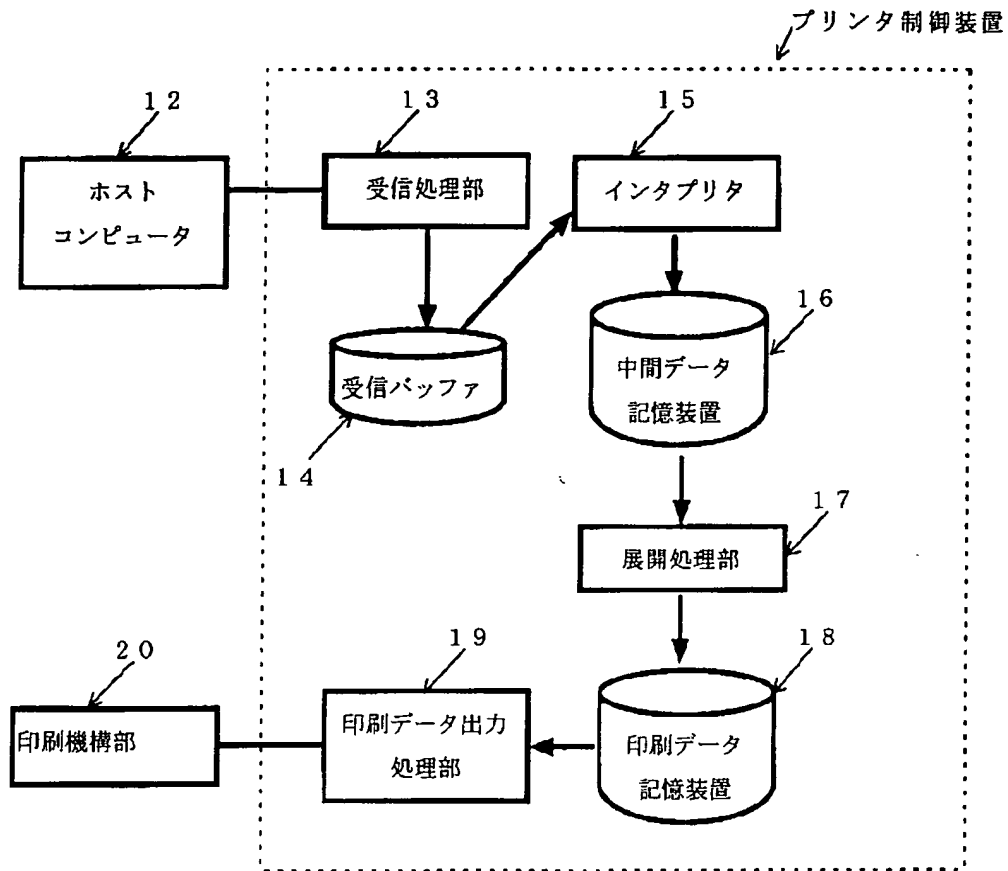 プリンタ制御装置
12
13
15
ホスト
コンピュータ
受信処理部
インタプリタ
16
受信バッファ
中間データ
記憶装置
14
17
展開処理部
20
19
18
印刷機構部
印刷データ出力
処理部
印刷データ
記憶装置